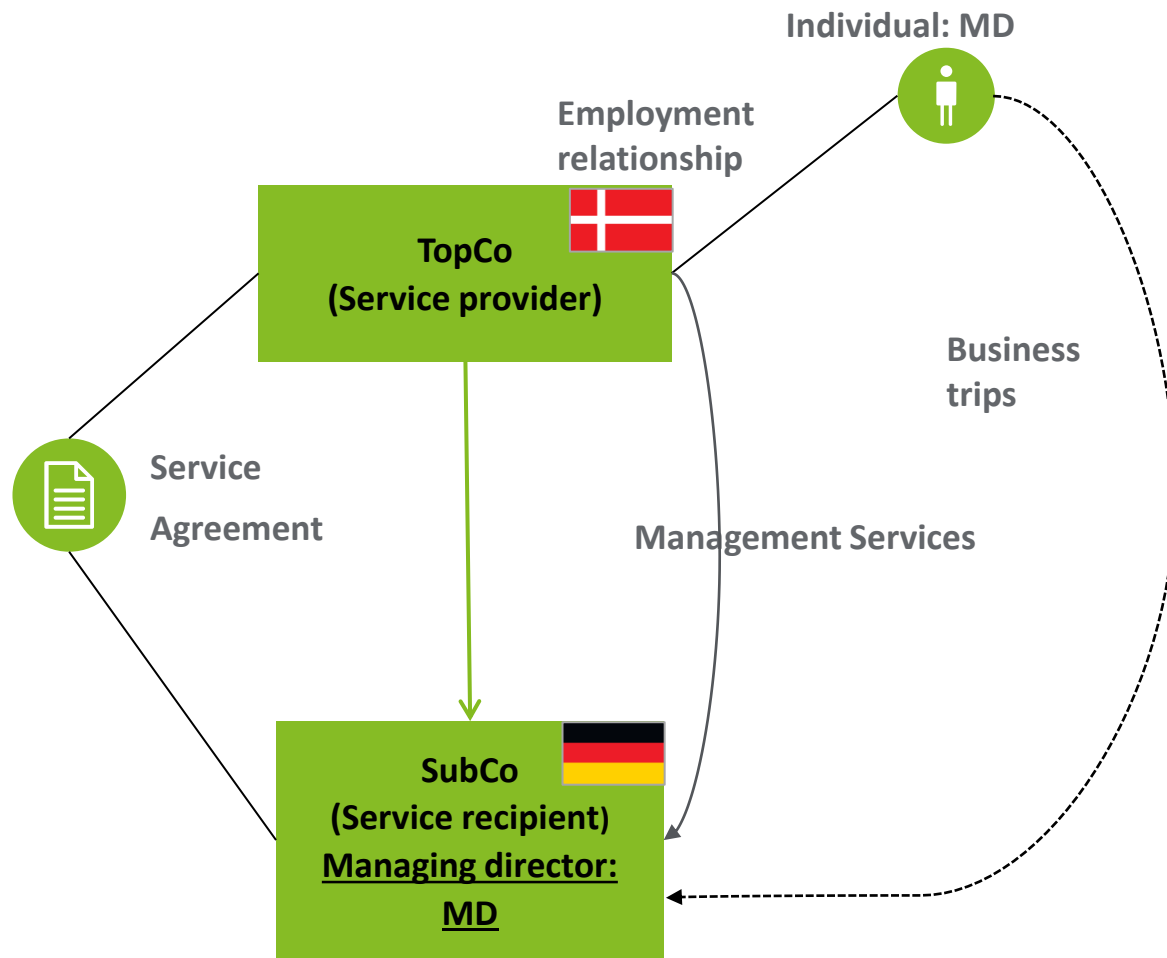 Individual: MD
Employment
relationship
TopCo
(Service provider)
Business
trips
Service
Agreement
Management Services
SubCo
(Service recipient)
Managing director:
MD